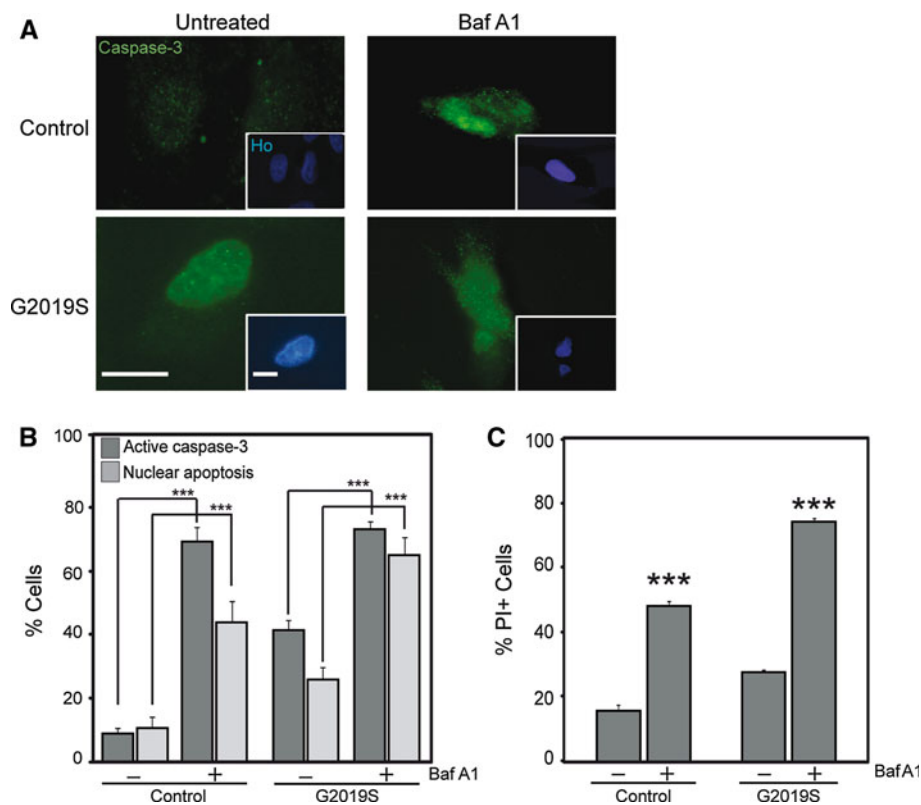 A
Untreated
Baf A1
Caspase-3
Control
Ho
G2019S
B
100
80
60
40
20
0
% Cells
Active caspase-3
Nuclear apoptosis
***
***
***
***
– + – + Baf A1
Control G2019S
C
100
80
60
40
20
0
% PI+ Cells
***
***
– + – + Baf A1
Control G2019S